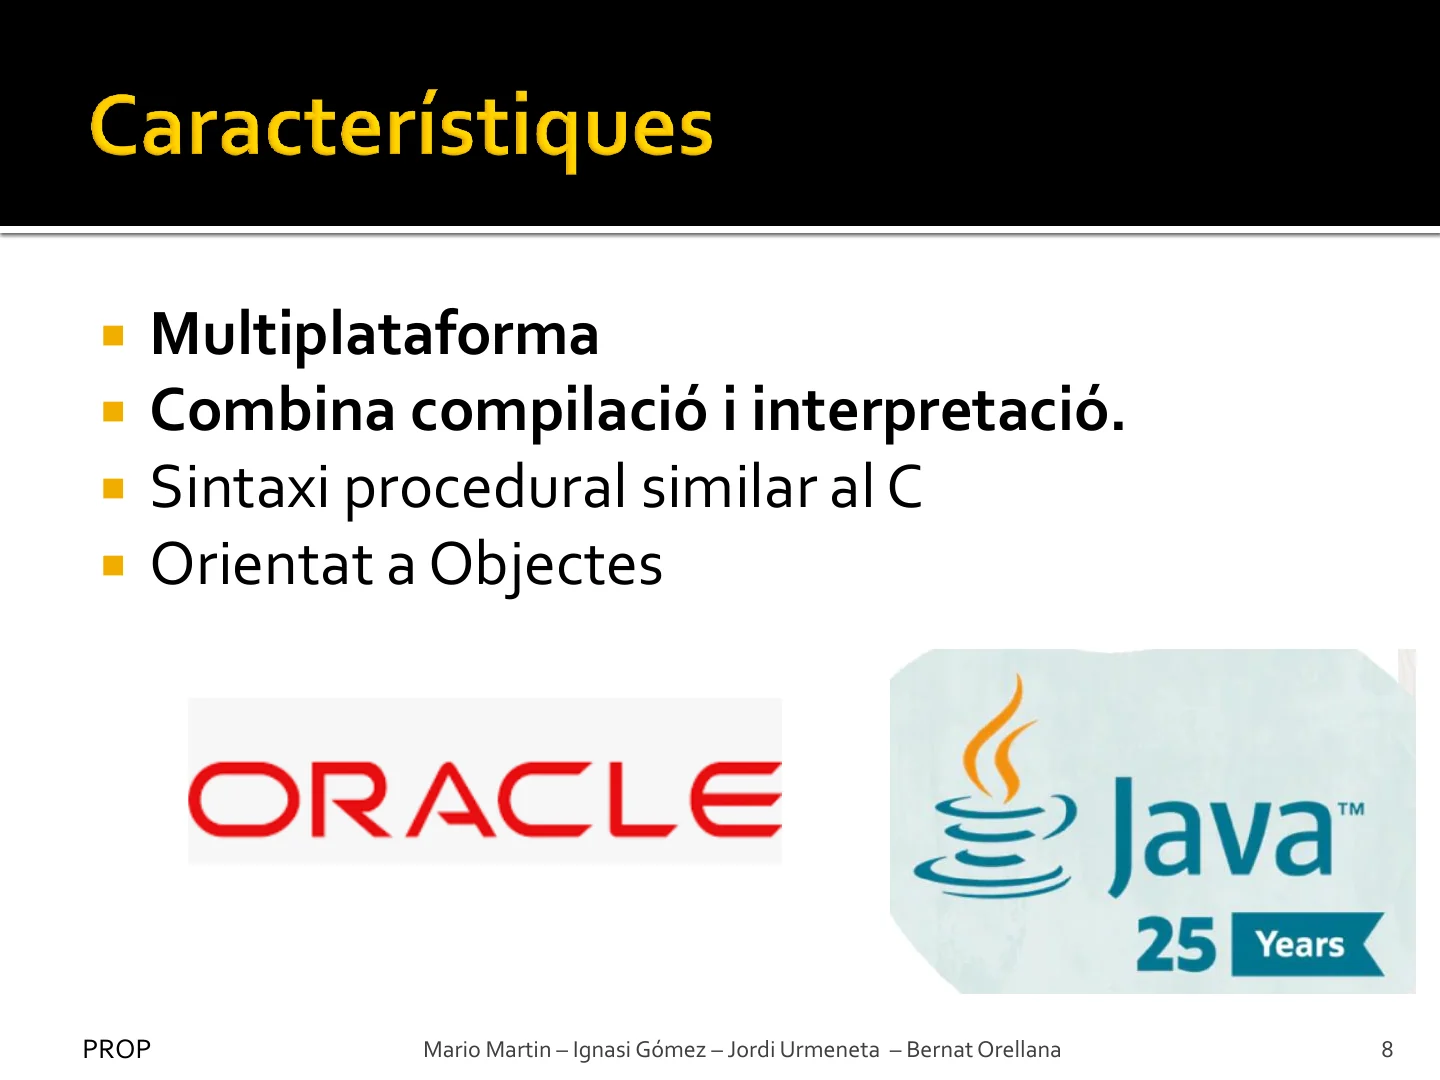 Característiques
Multiplataforma
Combina compilació i interpretació.
Sintaxi procedural similar al C
Orientat a Objectes
ORACLE
Java™
25 Years
PROP
Mario Martin – Ignasi Gómez – Jordi Urmeneta – Bernat Orellana
8